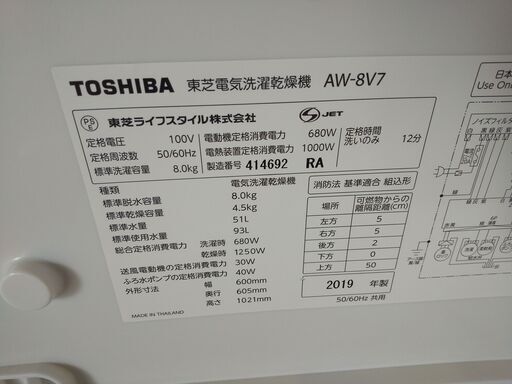 TOSHIBA 東芝電気洗濯乾燥機 AW-8V7
PS E 東芝ライフスタイル株式会社
S JET
定格電圧 100V
定格周波数 50/60Hz
標準洗濯容量 8.0kg
電動機定格消費電力 680W
電熱装置定格消費電力 1000W
製造番号 414692 RA
定格時間 洗いのみ 12分
種類 電気洗濯乾燥機
標準脱水容量 8.0kg
標準乾燥容量 4.5kg
標準水量 51L
標準使用水量 93L
総合定格消費電力 洗濯時 680W
乾燥時 1250W
送風電動機の定格消費電力 30W
ふろ水ポンプの定格消費電力 40W
外形寸法 幅 600mm
奥行 605mm
高さ 1021mm
MADE IN THAILAND
消防法 基準適合 組込形
場所 可燃物からの離隔距離(cm)
左方 5
右方 5
後方 2
下方 0
上方 50
2019 年製
50/60Hz 共用
日本
Use Only
ノイズフィルタ